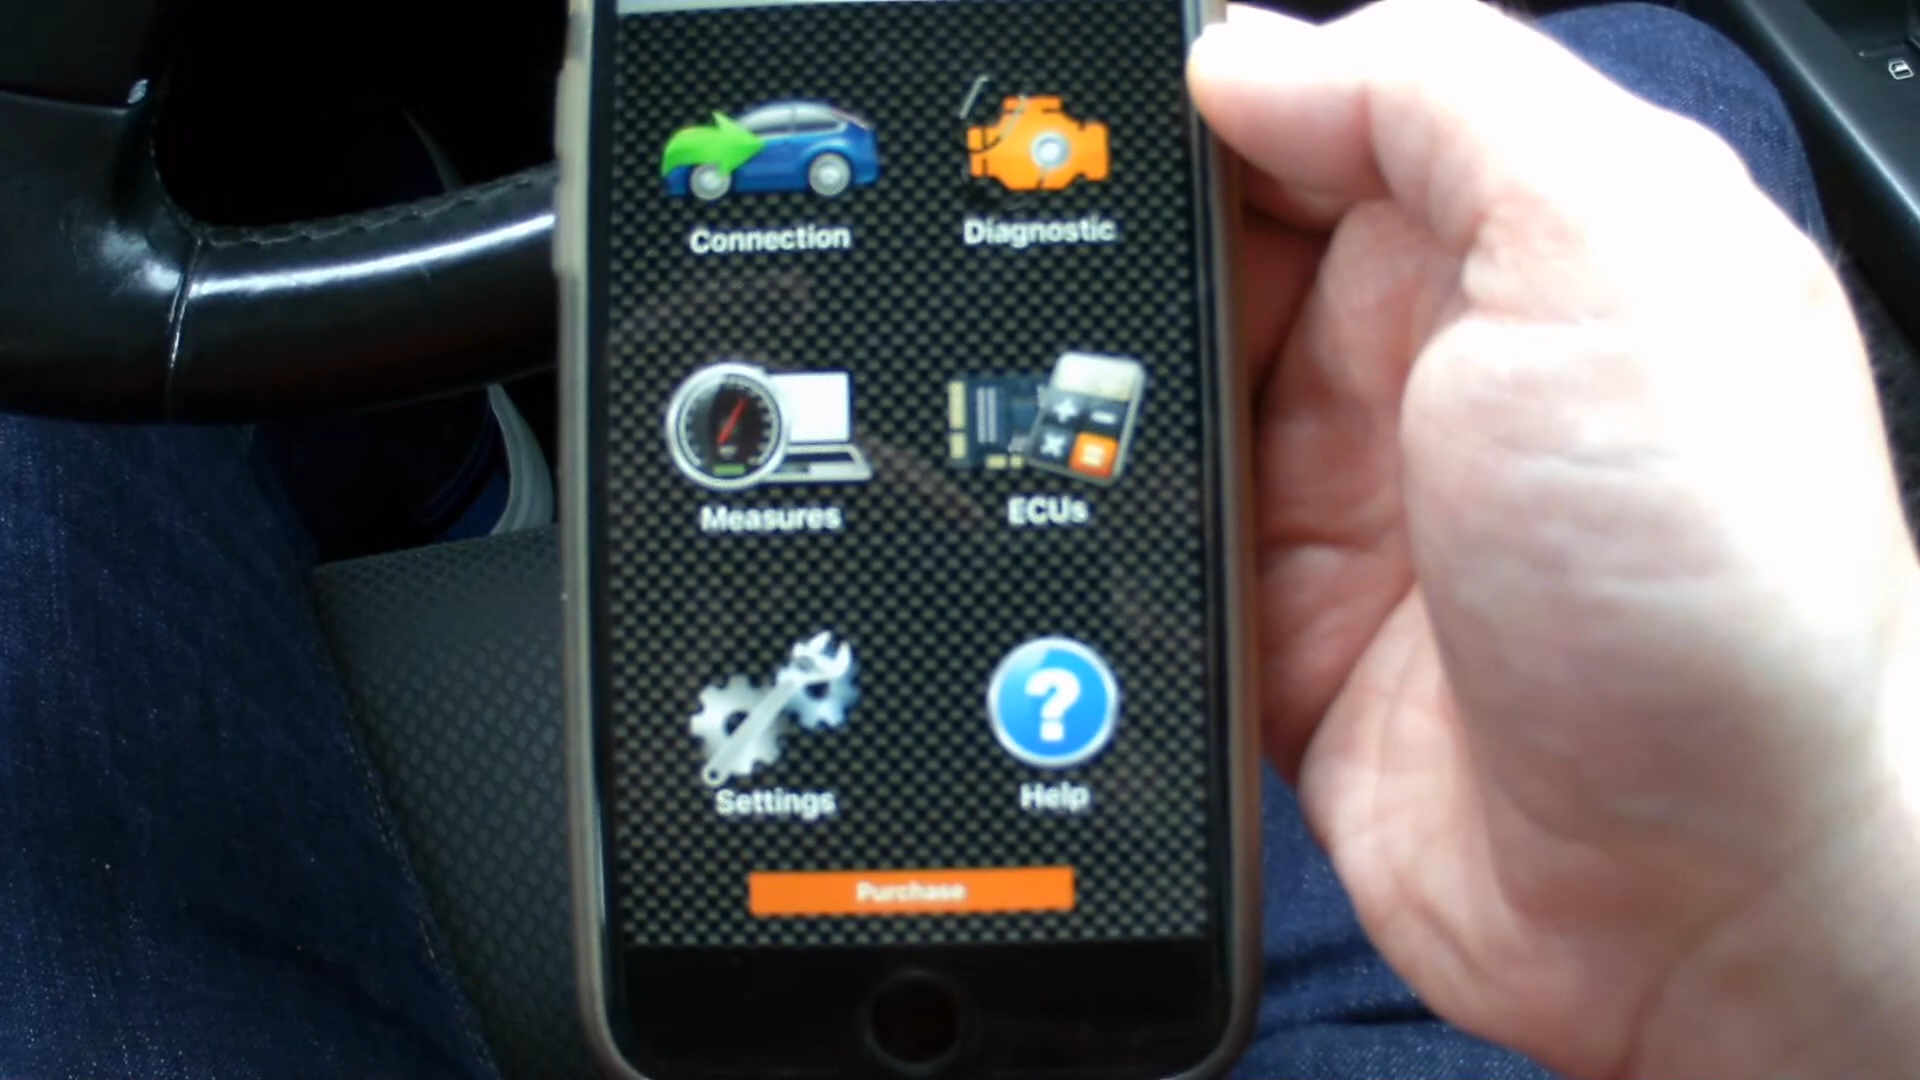 Connection
Diagnostic
Measures
ECUs
Settings
Help
Purchase